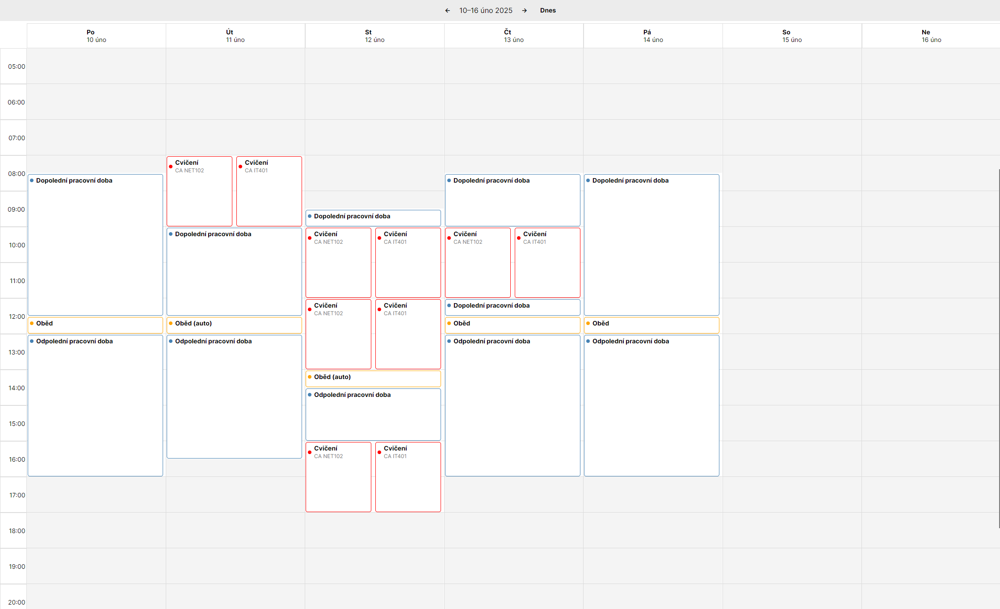 ← 10–16 úno 2025 → Dnes
Po
10 úno
Út
11 úno
St
12 úno
Čt
13 úno
Pá
14 úno
So
15 úno
Ne
16 úno
05:00
06:00
07:00
08:00
09:00
10:00
11:00
12:00
13:00
14:00
15:00
16:00
17:00
18:00
19:00
20:00
Dopolední pracovní doba
Oběd
Odpolední pracovní doba
Cvičení
CA NET102
Cvičení
CA IT401
Dopolední pracovní doba
Oběd (auto)
Odpolední pracovní doba
Dopolední pracovní doba
Cvičení
CA NET102
Cvičení
CA IT401
Cvičení
CA NET102
Cvičení
CA IT401
Oběd (auto)
Odpolední pracovní doba
Cvičení
CA NET102
Cvičení
CA IT401
Dopolední pracovní doba
Cvičení
CA NET102
Cvičení
CA IT401
Dopolední pracovní doba
Oběd
Odpolední pracovní doba
Dopolední pracovní doba
Oběd
Odpolední pracovní doba